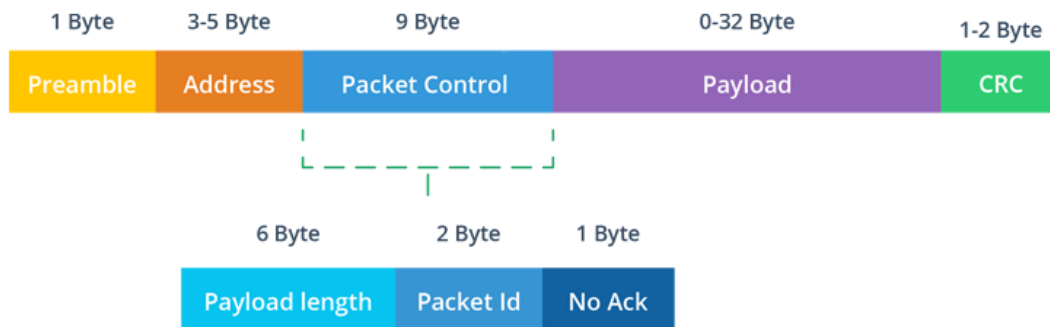 1 Byte 3-5 Byte 9 Byte 0-32 Byte 1-2 Byte
Preamble Address Packet Control Payload CRC
6 Byte 2 Byte 1 Byte
Payload length Packet Id No Ack